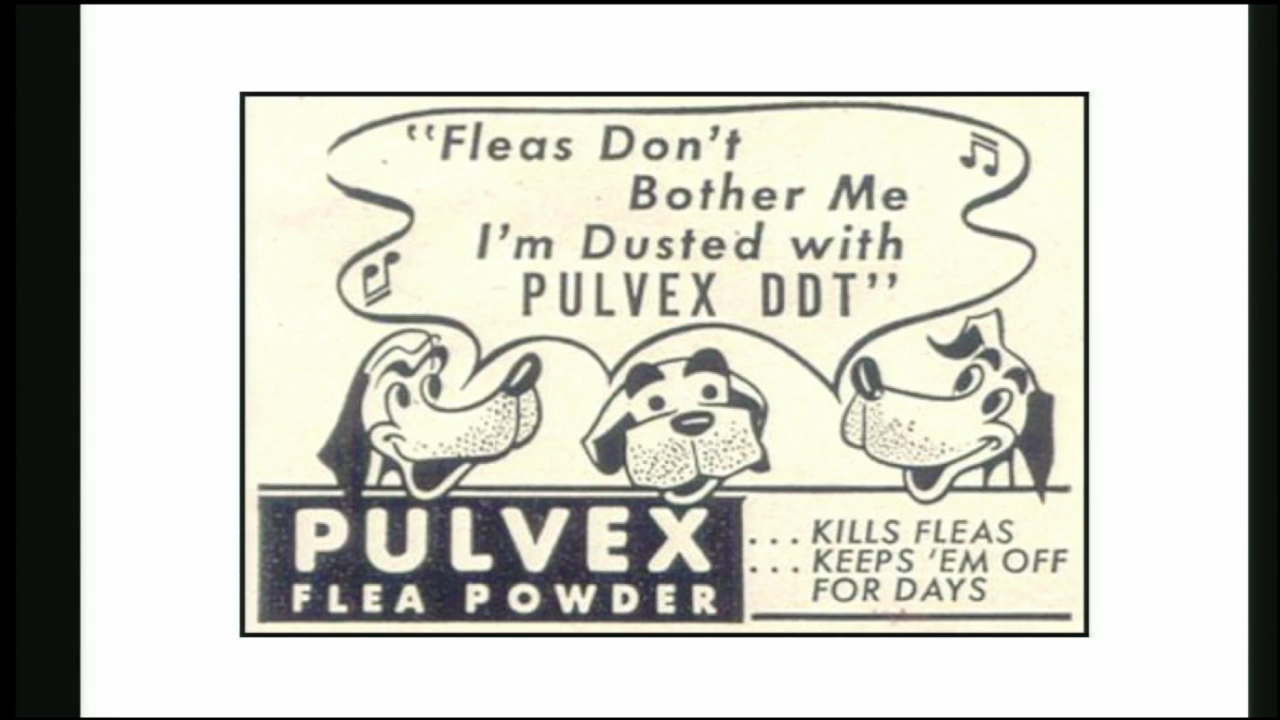 “Fleas Don't
Bother Me
I'm Dusted with
PULVEX DDT”
PULVEX
FLEA POWDER
...KILLS FLEAS
...KEEPS 'EM OFF
FOR DAYS